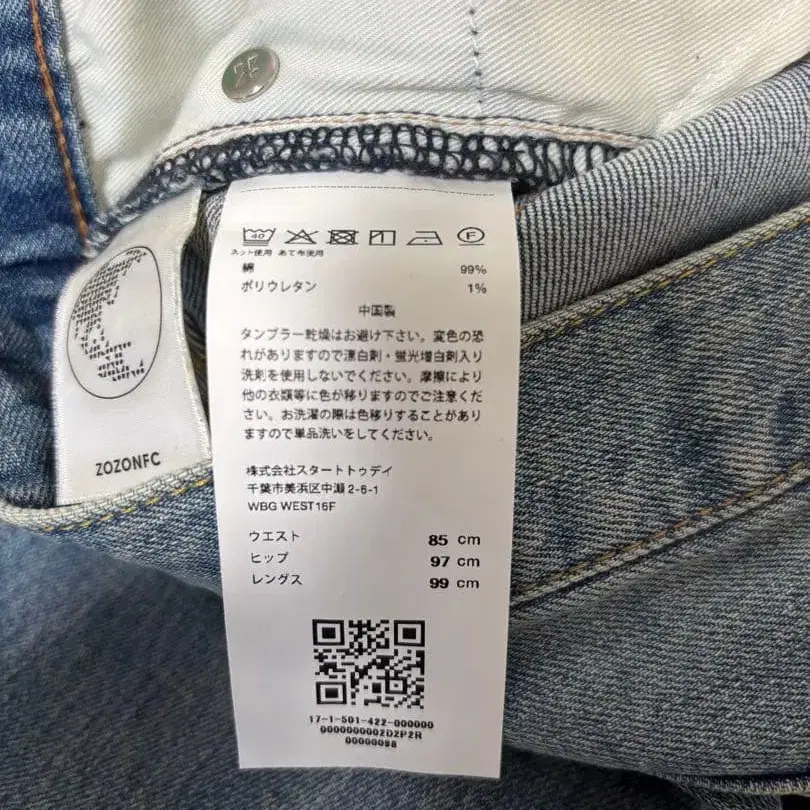 40
F
ネット使用 あて布使用
綿 99%
ポリウレタン 1%
中国製
タンブラー乾燥はお避け下さい。変色の恐
れがありますので漂白剤・蛍光増白剤入り
洗剤を使用しないでください。摩擦により
他の衣類等に色が移りますのでご注意くだ
さい。お洗濯の際は色移りすることがあり
ますので単品洗いをしてください。
株式会社スタートトゥデイ
千葉市美浜区中瀬2-6-1
WBG WEST16F
ウエスト 85 cm
ヒップ 97 cm
レングス 99 cm
17-1-501-422-000000
0000000002D2P2R
00000098
ZOZONFC